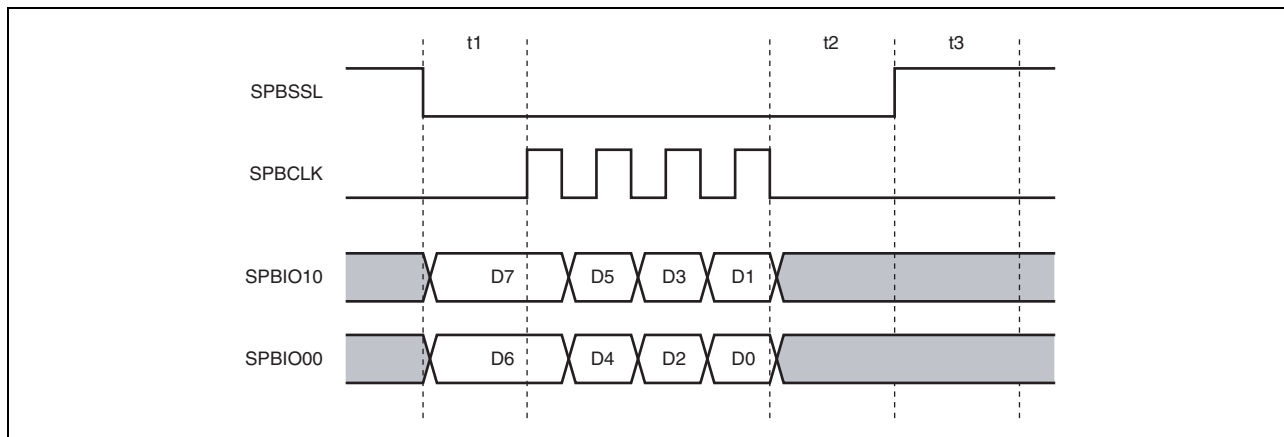 t1 t2 t3
SPBSSL
SPBCLK
SPBIO10 D7 D5 D3 D1
SPBIO00 D6 D4 D2 D0